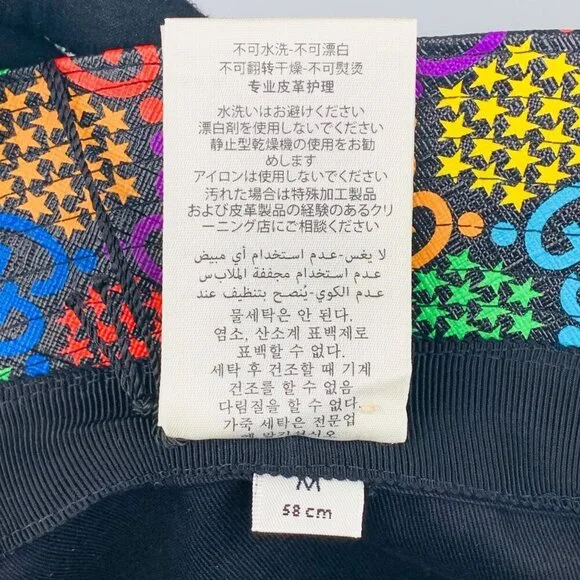 不可水洗-不可漂白
不可翻转干燥-不可熨烫
专业皮革护理
水洗いはお避けください
漂白剤を使用しないでください
静止型乾燥機の使用をお勧
めします
アイロンは使用しないでください
汚れた場合は特殊加工製品
および皮革製品の経験のあるクリ
ーニング店にご用命ください
لا يغس-عدم استخدام أي مبيض
عدم استخدام مجففة الملابس
عدم الكوي-يُنصح بتنظيف عند
물세탁은 안 된다.
염소, 산소계 표백제로
표백할 수 없다.
세탁 후 건조할 때 기계
건조를 할 수 없음
다림질을 할 수 없다.
가죽 세탁은 전문업
M
58 cm